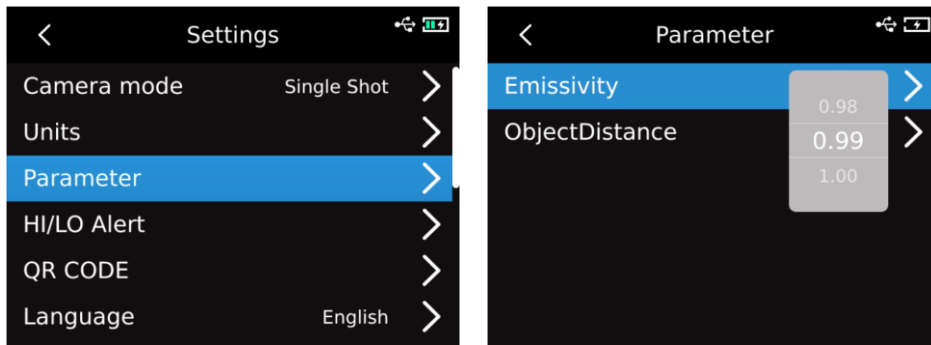 Settings
Camera mode Single Shot
Units
Parameter
HI/LO Alert
QR CODE
Language English
Parameter
Emissivity
0.98
ObjectDistance 0.99
1.00